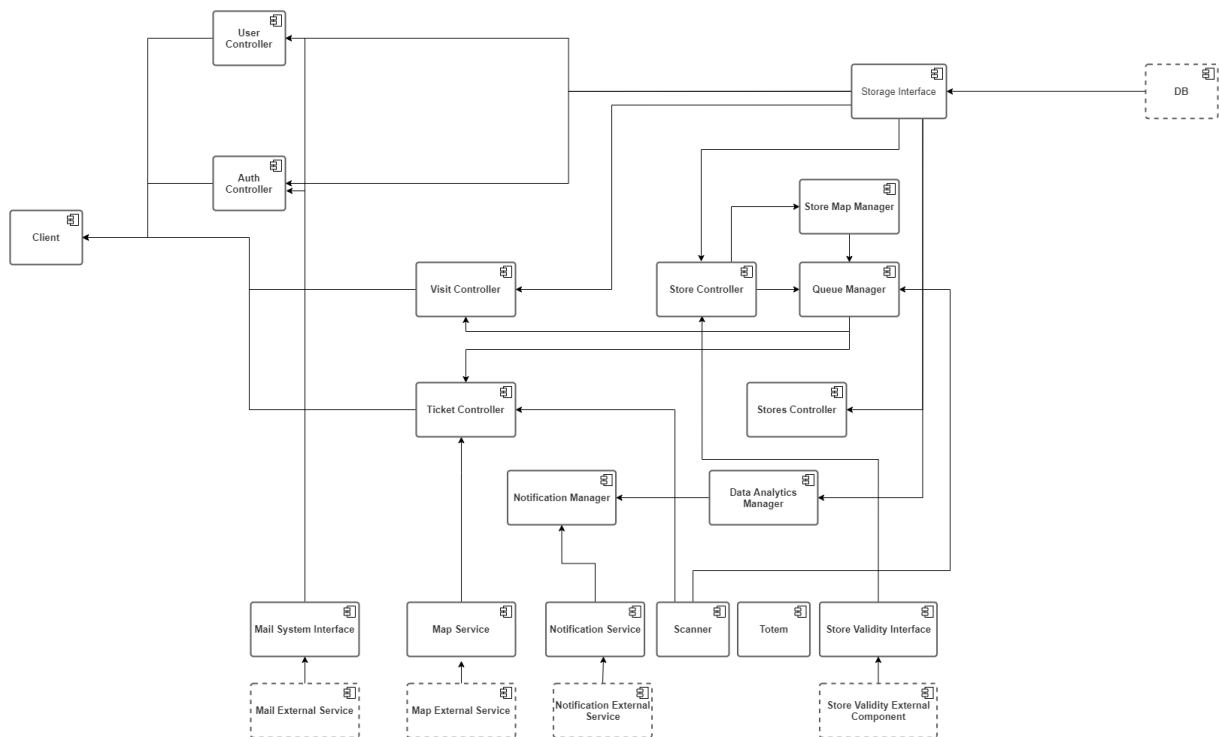 User
Controller
Storage Interface
DB
Auth
Controller
Store Map Manager
Client
Visit Controller
Store Controller
Queue Manager
Ticket Controller
Stores Controller
Notification Manager
Data Analytics
Manager
Mail System Interface
Map Service
Notification Service
Scanner
Totem
Store Validity Interface
Mail External Service
Map External Service
Notification External
Service
Store Validity External
Component